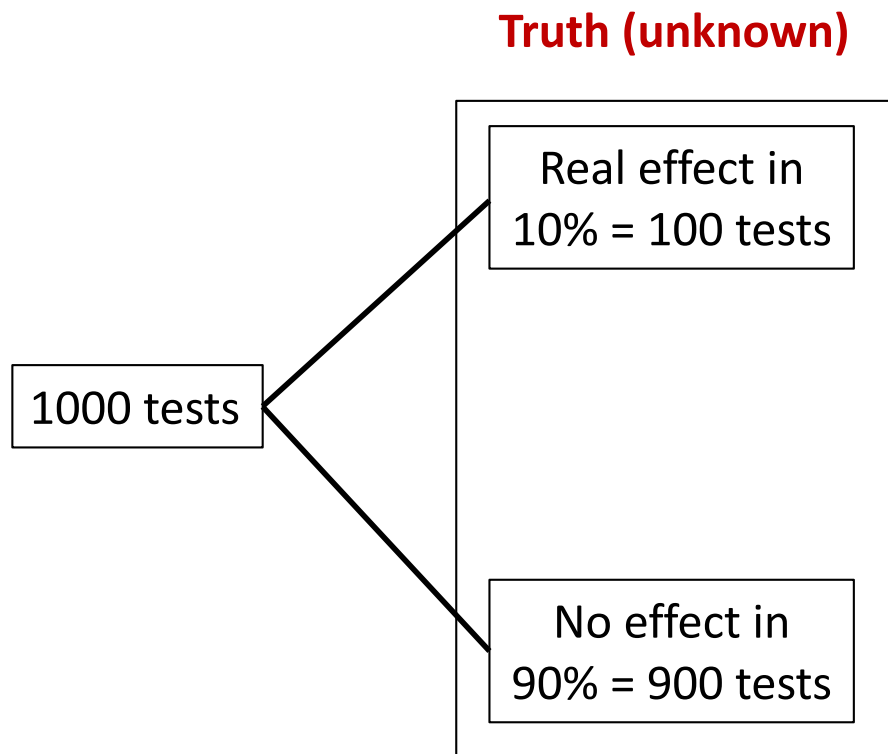 Truth (unknown)
Real effect in
10% = 100 tests
1000 tests
No effect in
90% = 900 tests